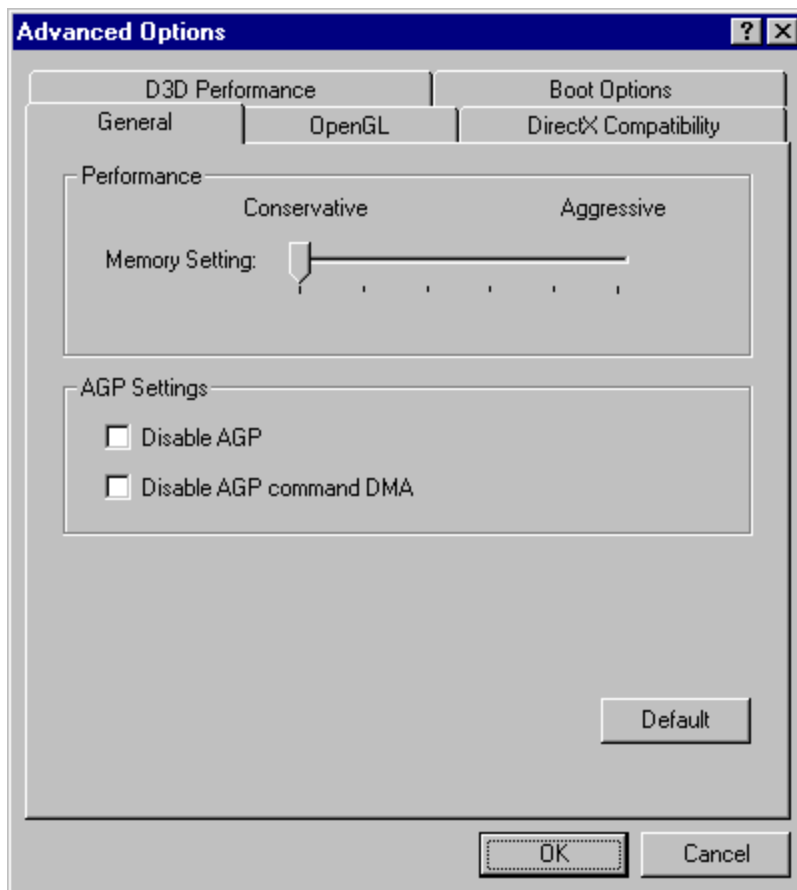 Advanced Options
D3D Performance Boot Options
General OpenGL DirectX Compatibility
Performance
Conservative Aggressive
Memory Setting:
AGP Settings
Disable AGP
Disable AGP command DMA
Default
OK Cancel